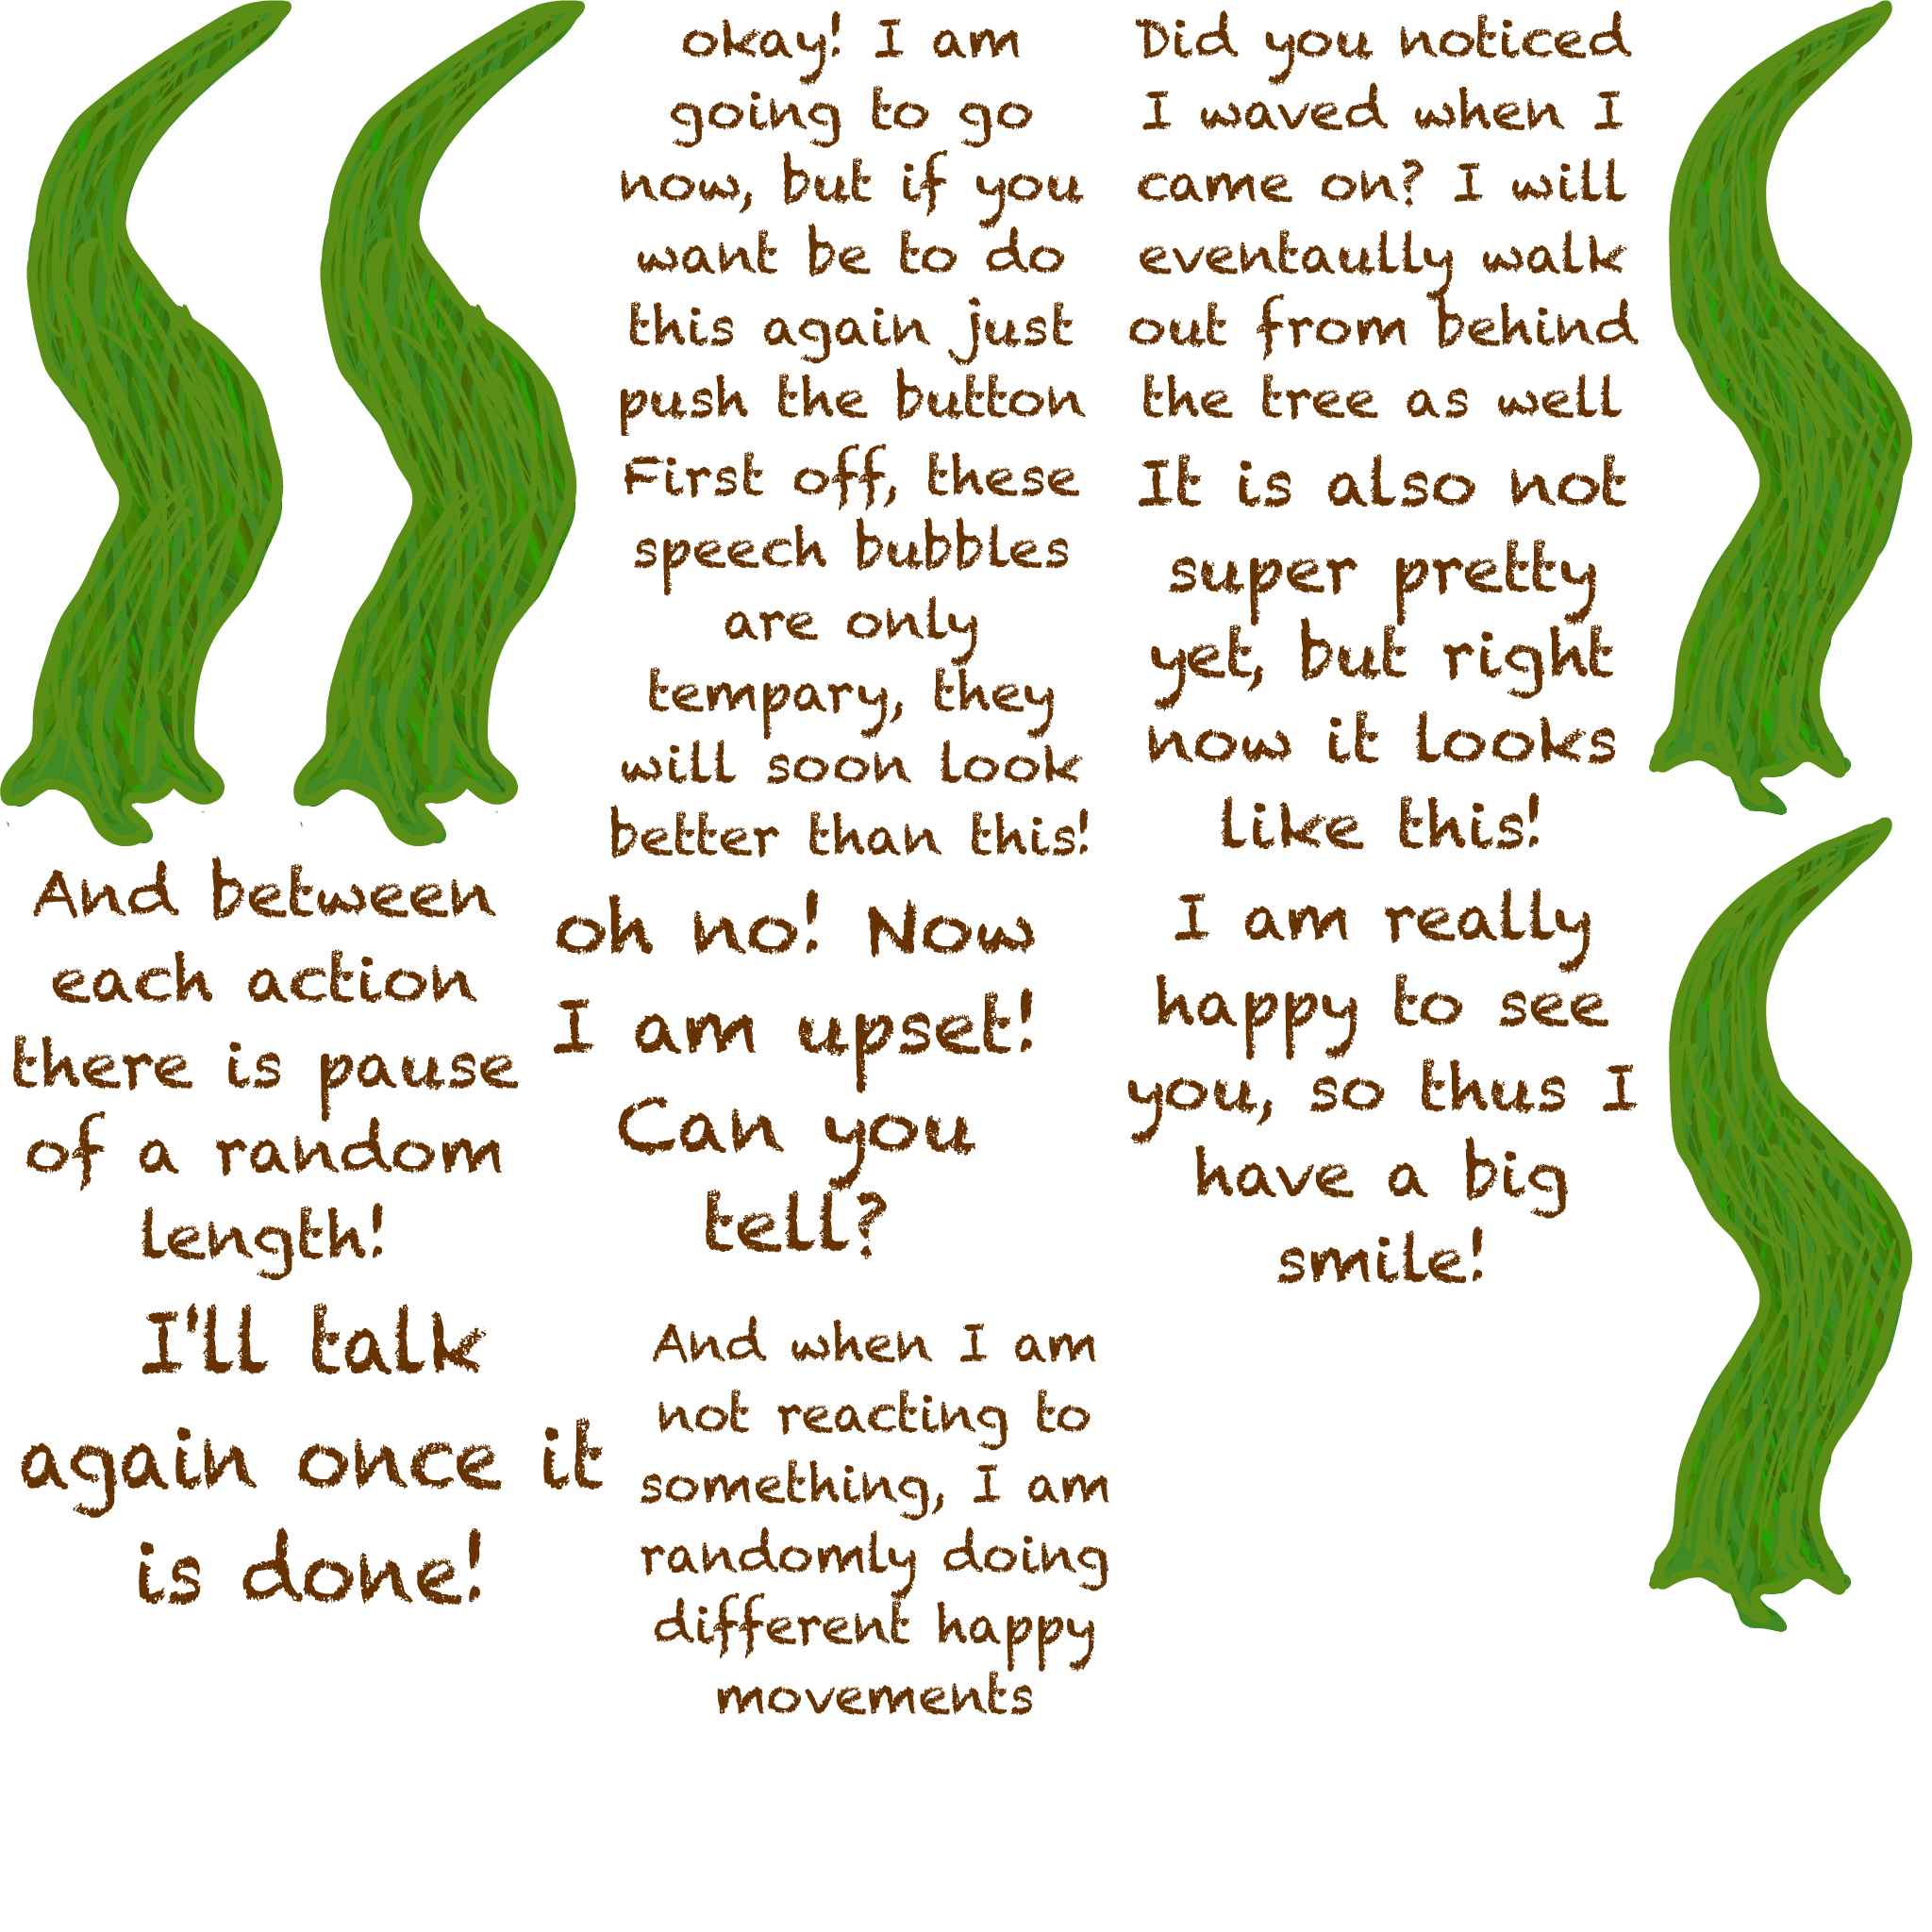 okay! I am
going to go
now, but if you
want be to do
this again just
push the button
First off, these
speech bubbles
are only
tempary, they
will soon look
better than this!
Did you noticed
I waved when I
came on? I will
eventaully walk
out from behind
the tree as well
It is also not
super pretty
yet, but right
now it looks
like this!
And between
each action
there is pause
of a random
length!
oh no! Now
I am upset!
Can you
tell?
I am really
happy to see
you, so thus I
have a big
smile!
I'll talk
again once it
is done!
And when I am
not reacting to
something, I am
randomly doing
different happy
movements